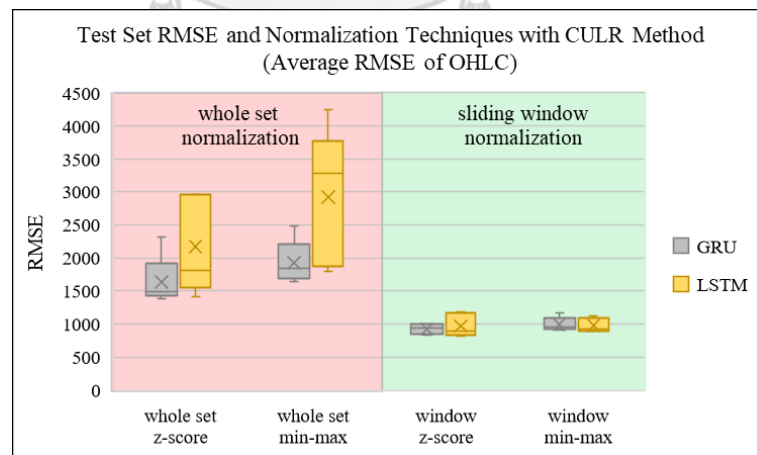 Test Set RMSE and Normalization Techniques with CULR Method
(Average RMSE of OHLC)
4500
4000
3500
3000
2500
2000
1500
1000
500
0
RMSE
whole set
normalization
sliding window
normalization
GRU
LSTM
whole set
z-score
whole set
min-max
window
z-score
window
min-max